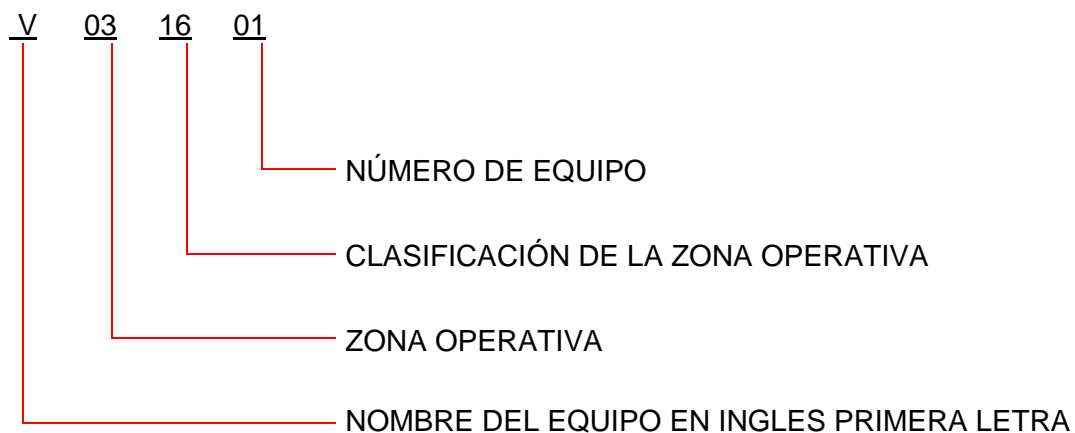 V 03 16 01
NÚMERO DE EQUIPO
CLASIFICACIÓN DE LA ZONA OPERATIVA
ZONA OPERATIVA
NOMBRE DEL EQUIPO EN INGLES PRIMERA LETRA